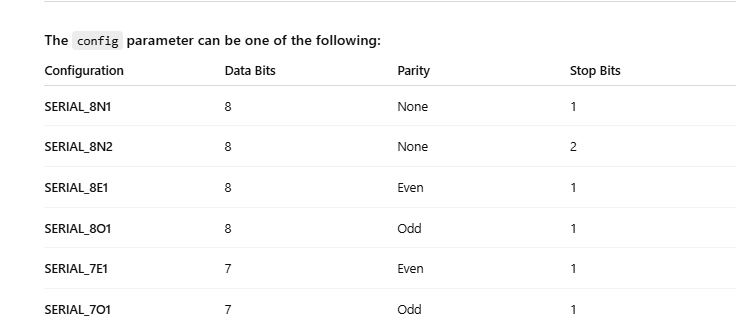 The config parameter can be one of the following:
Configuration Data Bits Parity Stop Bits
SERIAL_8N1 8 None 1
SERIAL_8N2 8 None 2
SERIAL_8E1 8 Even 1
SERIAL_8O1 8 Odd 1
SERIAL_7E1 7 Even 1
SERIAL_7O1 7 Odd 1